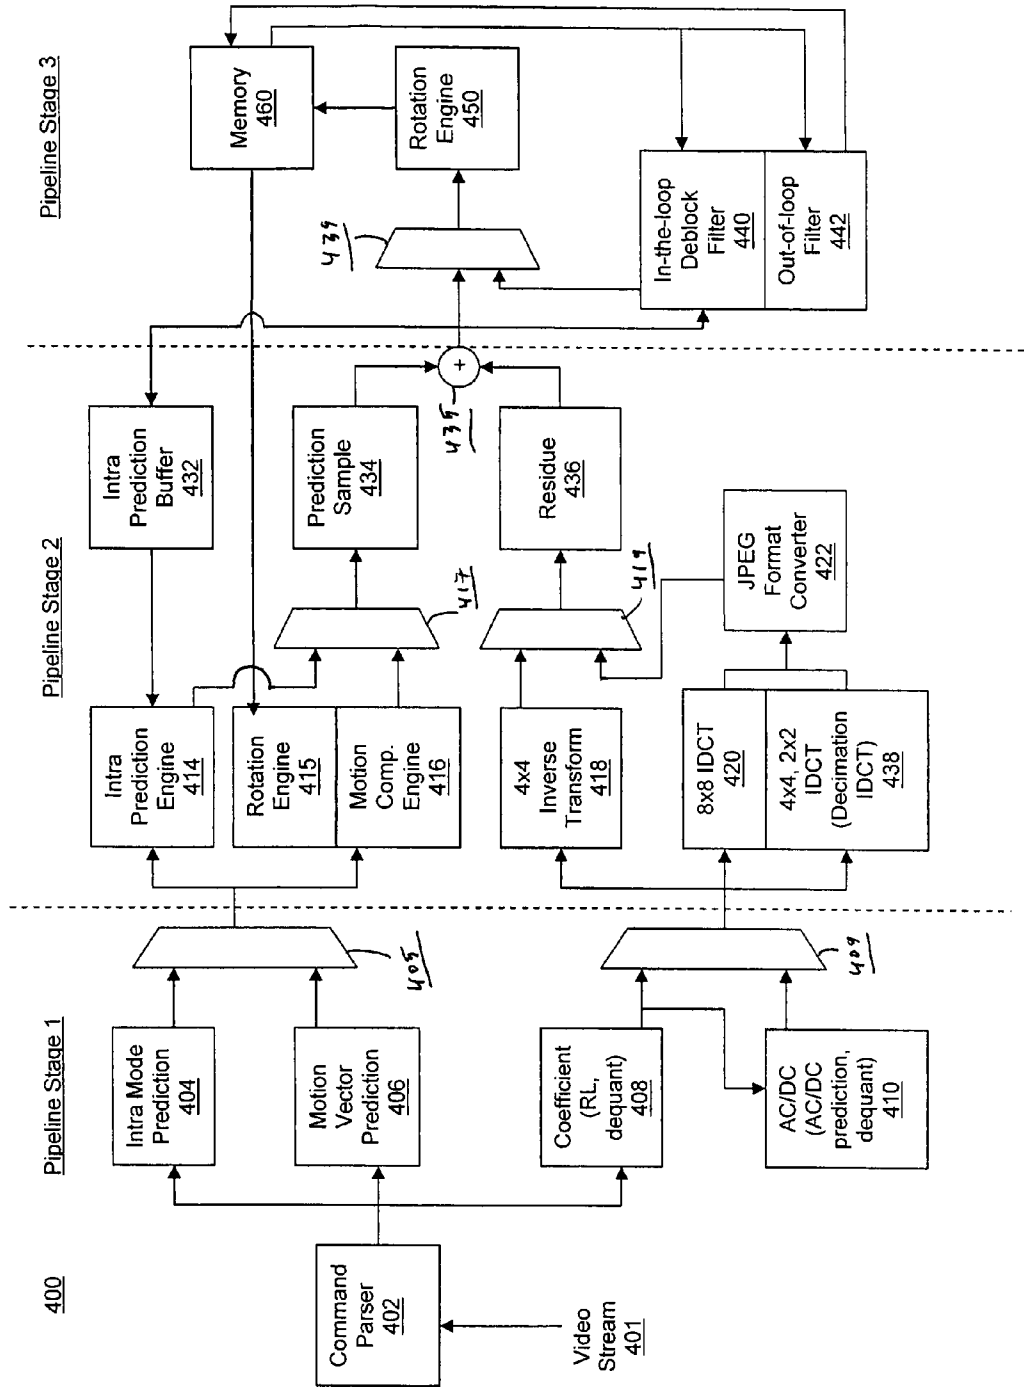 400
Pipeline Stage 1
Pipeline Stage 2
Pipeline Stage 3
Video
Stream
401
Command
Parser
402
Intra Mode
Prediction
404
Motion
Vector
Prediction
406
405
Coefficient
(RL,
dequant)
408
AC/DC
(AC/DC
prediction,
dequant)
410
409
Intra
Prediction
Engine
414
Rotation
Engine
415
Motion
Comp.
Engine
416
417
4x4
Inverse
Transform
418
419
8x8 IDCT
420
4x4, 2x2
IDCT
(Decimation
IDCT)
438
JPEG
Format
Converter
422
Intra
Prediction
Buffer
432
Prediction
Sample
434
+
435
Residue
436
439
Memory
460
Rotation
Engine
450
In-the-loop
Deblock
Filter
440
Out-of-loop
Filter
442